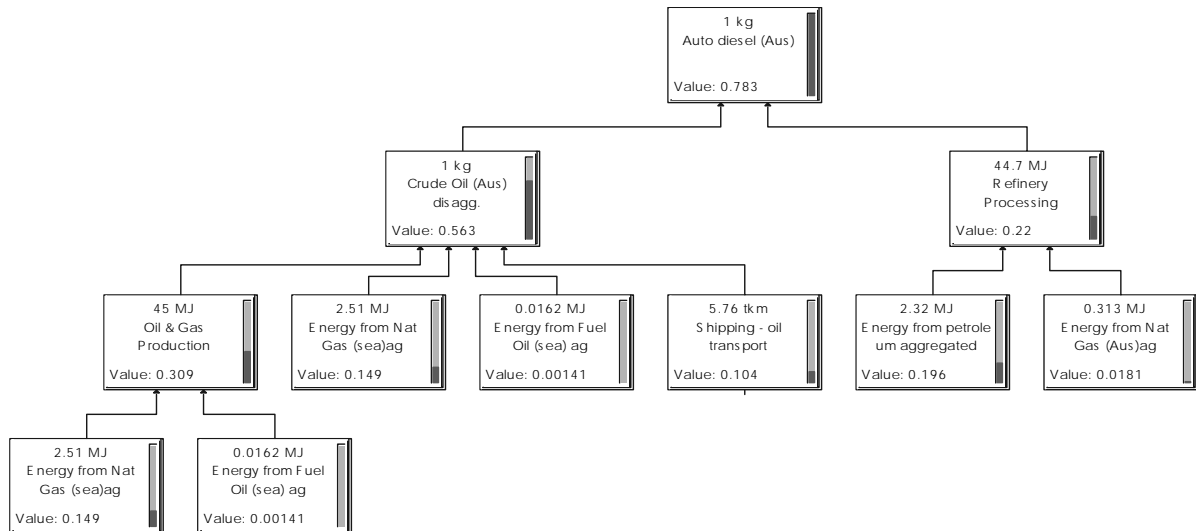 1 kg
Auto diesel (Aus)
Value: 0.783
1 kg
Crude Oil (Aus)
disagg.
Value: 0.563
44.7 MJ
Refinery
Processing
Value: 0.22
45 MJ
Oil & Gas
Production
Value: 0.309
2.51 MJ
Energy from Nat
Gas (sea)ag
Value: 0.149
0.0162 MJ
Energy from Fuel
Oil (sea) ag
Value: 0.00141
5.76 tkm
Shipping - oil
transport
Value: 0.104
2.32 MJ
Energy from petrole
um aggregated
Value: 0.196
0.313 MJ
Energy from Nat
Gas (Aus)ag
Value: 0.0181
2.51 MJ
Energy from Nat
Gas (sea)ag
Value: 0.149
0.0162 MJ
Energy from Fuel
Oil (sea) ag
Value: 0.00141